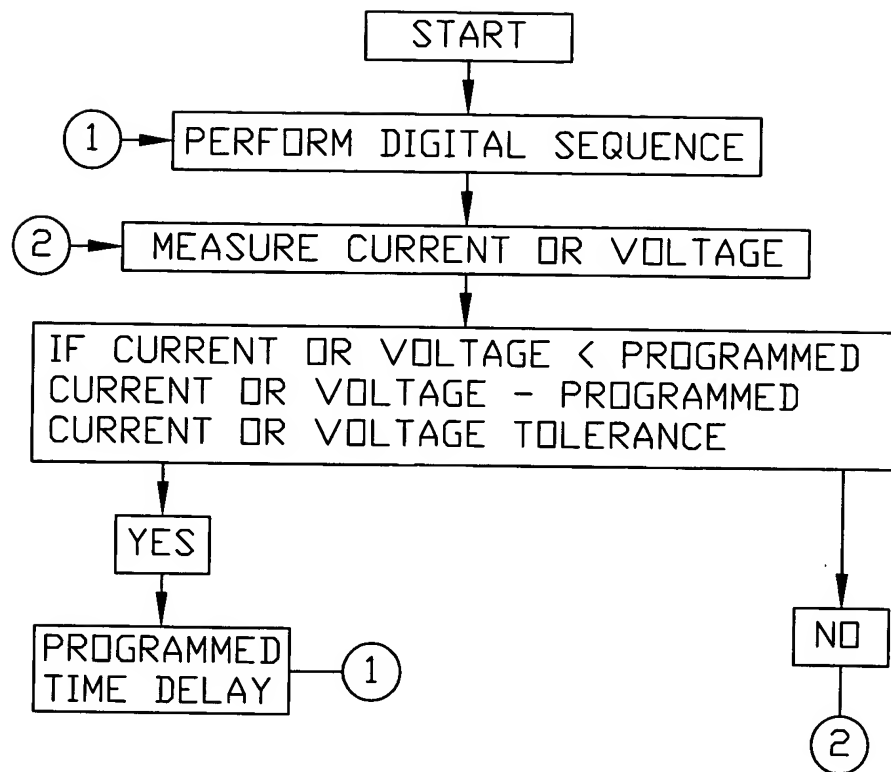 START
1
PERFORM DIGITAL SEQUENCE
2
MEASURE CURRENT OR VOLTAGE
IF CURRENT OR VOLTAGE < PROGRAMMED
CURRENT OR VOLTAGE - PROGRAMMED
CURRENT OR VOLTAGE TOLERANCE
YES
NO
PROGRAMMED
TIME DELAY
1
2